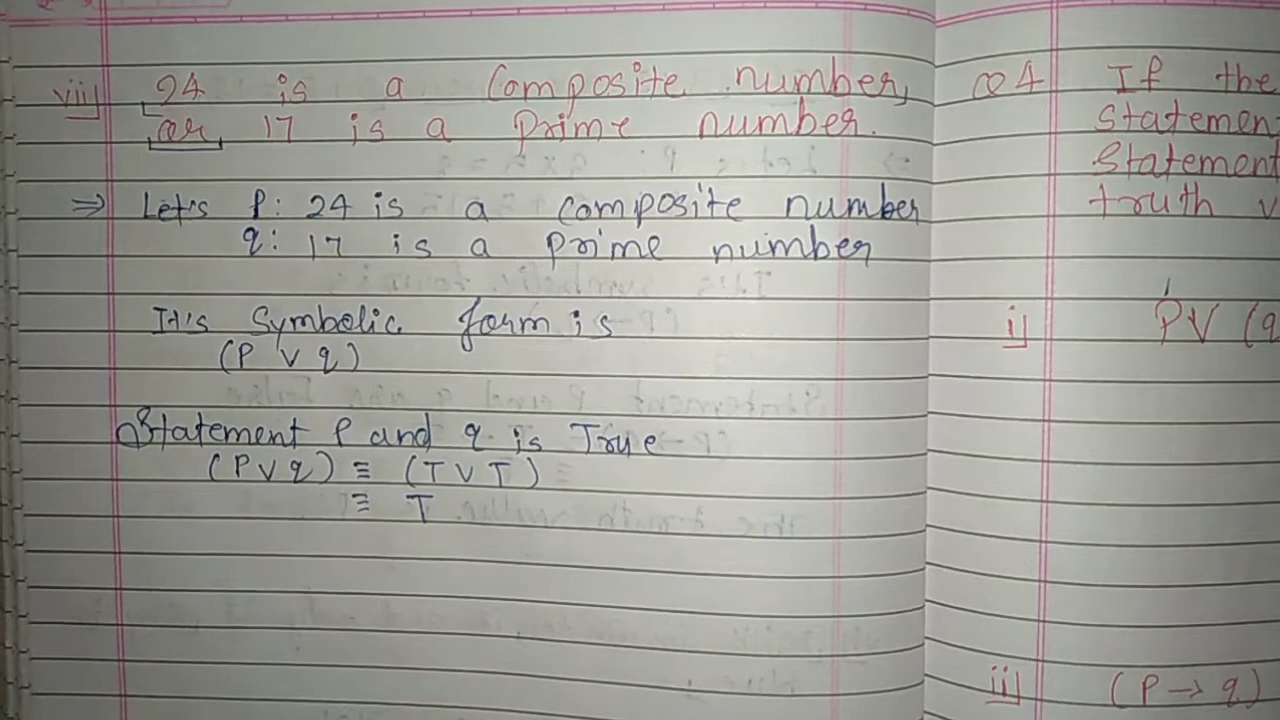 vii) 24 is a Composite number,
or 17 is a prime number.
⇒ Let's P: 24 is a composite number
q: 17 is a prime number
It's Symbolic form is
(P ∨ q)
Statement P and q is True
(P ∨ q) ≡ (T ∨ T)
≡ T
Q4 If the
Statemen
Statement
truth v
i) P ∨ (q
ii) (P → q)